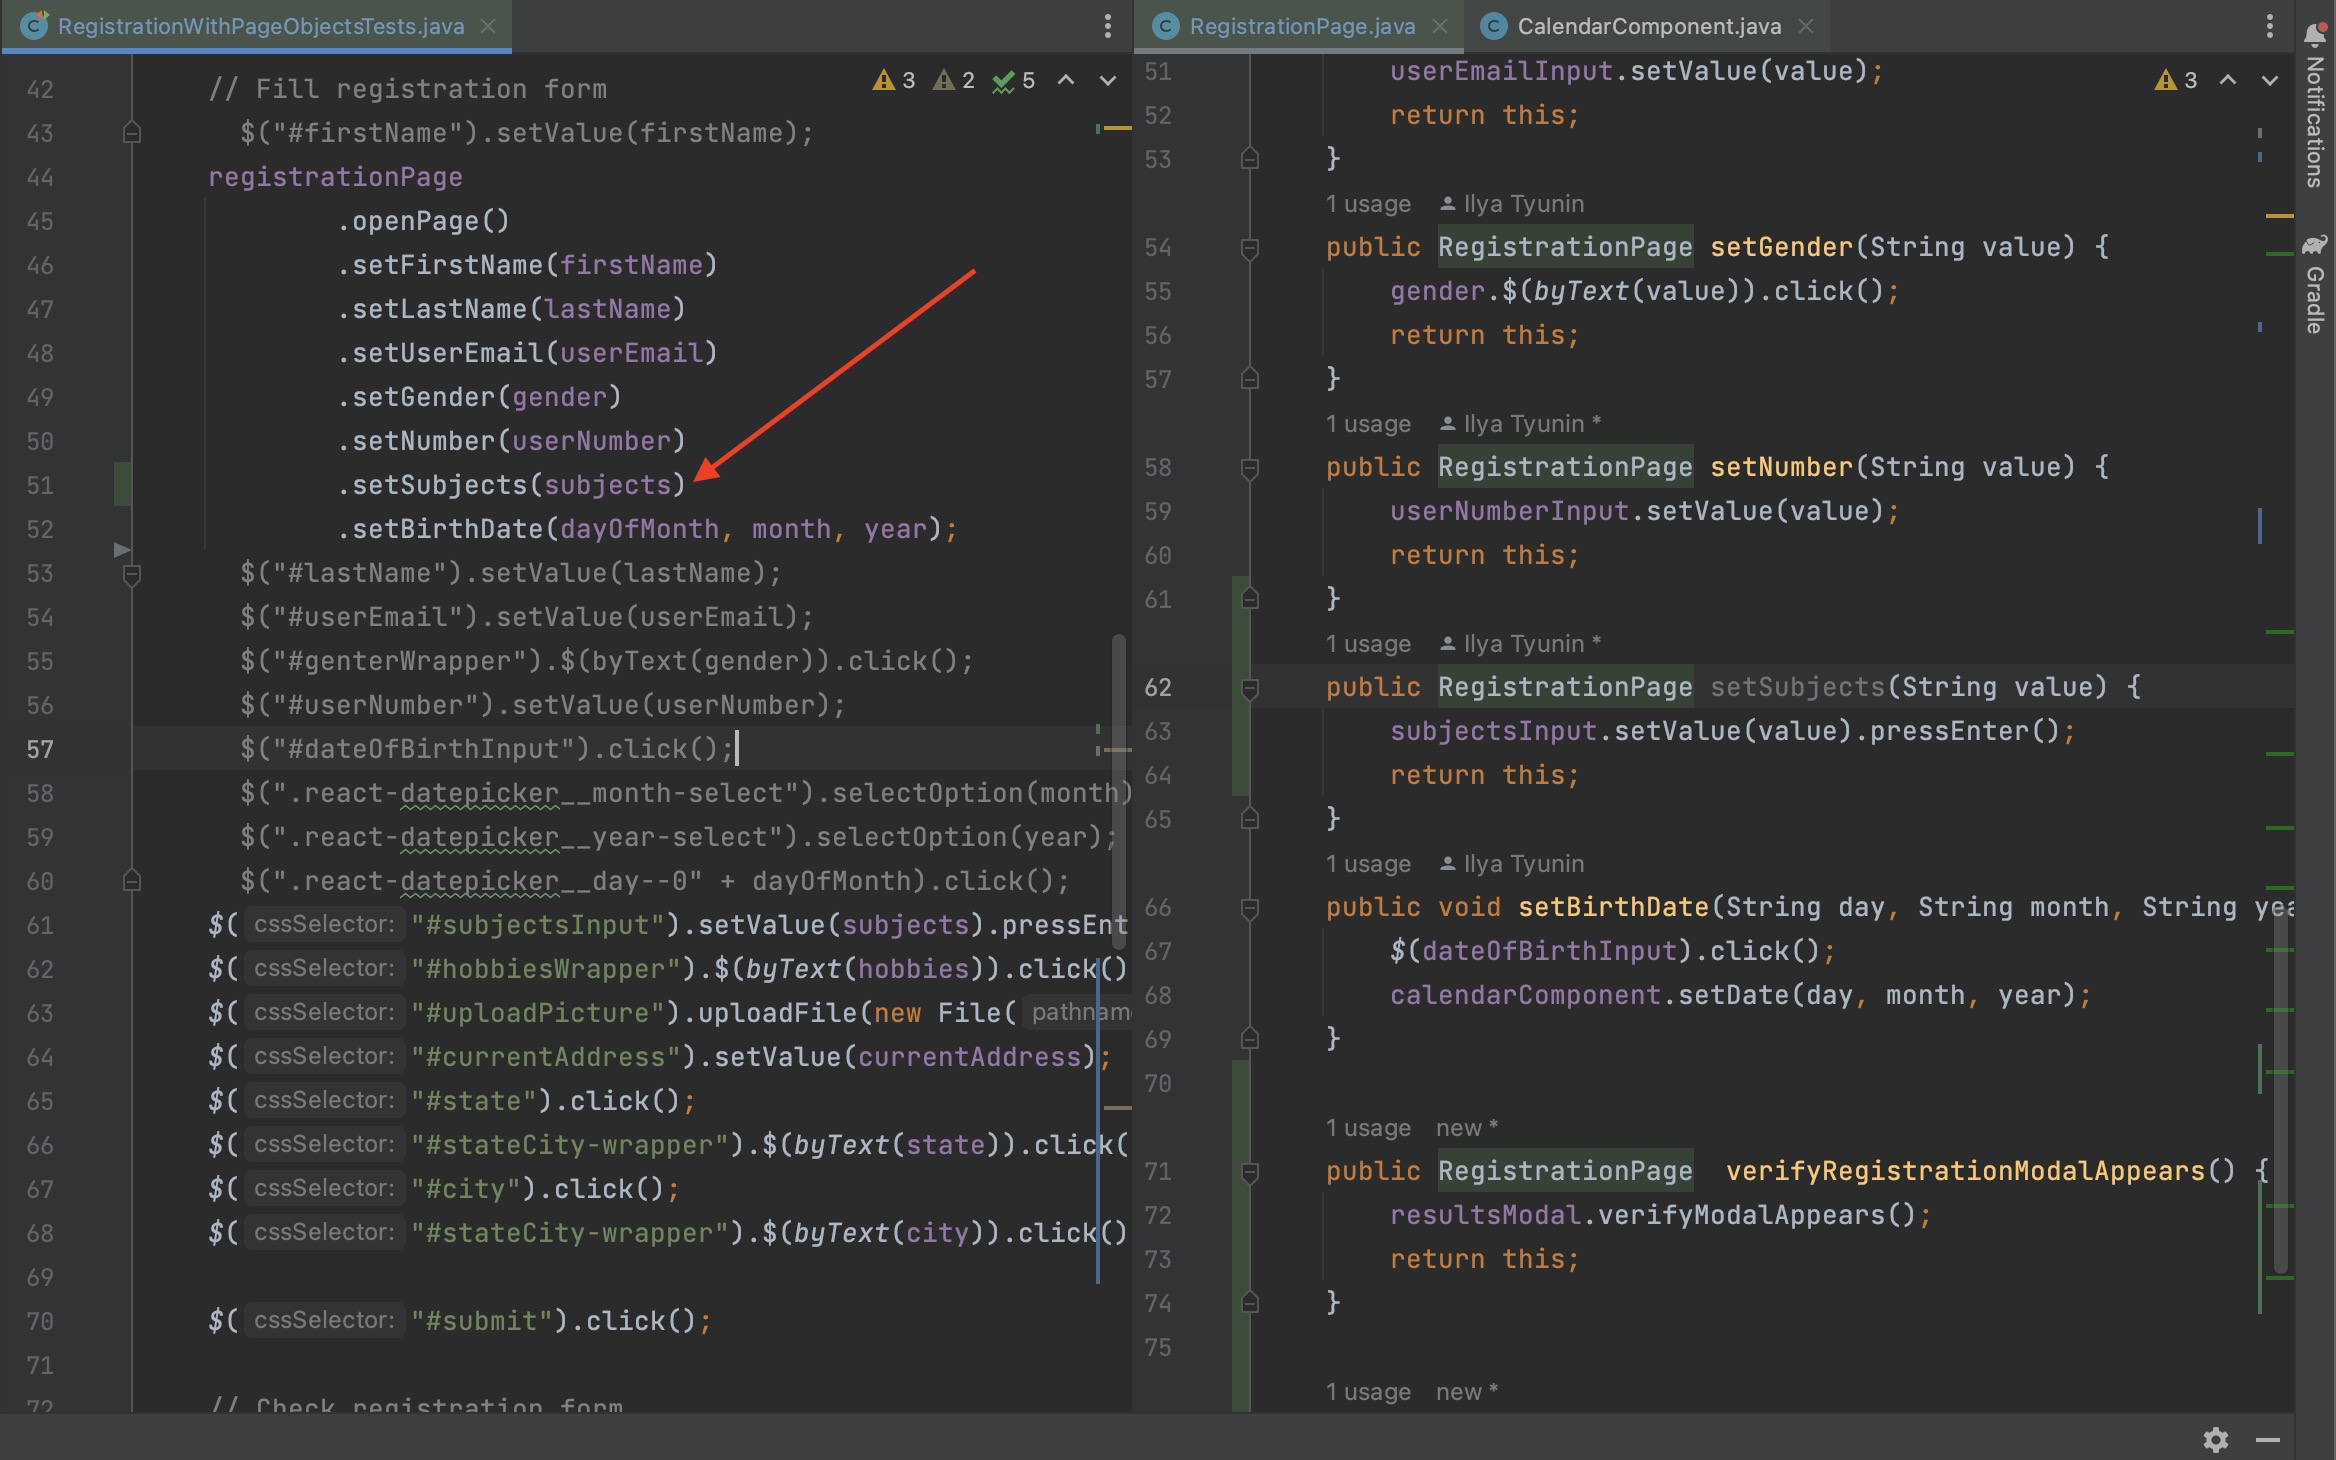 RegistrationWithPageObjectsTests.java
3 2 5
42 // Fill registration form
43 $("#firstName").setValue(firstName);
44 registrationPage
45 .openPage()
46 .setFirstName(firstName)
47 .setLastName(lastName)
48 .setUserEmail(userEmail)
49 .setGender(gender)
50 .setNumber(userNumber)
51 .setSubjects(subjects)
52 .setBirthDate(dayOfMonth, month, year);
53 $("#lastName").setValue(lastName);
54 $("#userEmail").setValue(userEmail);
55 $("#genterWrapper").$(byText(gender)).click();
56 $("#userNumber").setValue(userNumber);
57 $("#dateOfBirthInput").click();
58 $(".react-datepicker__month-select").selectOption(month)
59 $(".react-datepicker__year-select").selectOption(year);
60 $(".react-datepicker__day--0" + dayOfMonth).click();
61 $( cssSelector: "#subjectsInput").setValue(subjects).pressEnt
62 $( cssSelector: "#hobbiesWrapper").$(byText(hobbies)).click()
63 $( cssSelector: "#uploadPicture").uploadFile(new File( pathnam
64 $( cssSelector: "#currentAddress").setValue(currentAddress);
65 $( cssSelector: "#state").click();
66 $( cssSelector: "#stateCity-wrapper").$(byText(state)).click(
67 $( cssSelector: "#city").click();
68 $( cssSelector: "#stateCity-wrapper").$(byText(city)).click()
69
70 $( cssSelector: "#submit").click();
71
72 // Check registration form
RegistrationPage.java CalendarComponent.java
3
51 userEmailInput.setValue(value);
52 return this;
53 }
1 usage Ilya Tyunin
54 public RegistrationPage setGender(String value) {
55 gender.$(byText(value)).click();
56 return this;
57 }
1 usage Ilya Tyunin *
58 public RegistrationPage setNumber(String value) {
59 userNumberInput.setValue(value);
60 return this;
61 }
1 usage Ilya Tyunin *
62 public RegistrationPage setSubjects(String value) {
63 subjectsInput.setValue(value).pressEnter();
64 return this;
65 }
1 usage Ilya Tyunin
66 public void setBirthDate(String day, String month, String yea
67 $(dateOfBirthInput).click();
68 calendarComponent.setDate(day, month, year);
69 }
70
1 usage new *
71 public RegistrationPage verifyRegistrationModalAppears() {
72 resultsModal.verifyModalAppears();
73 return this;
74 }
75
1 usage new *
Notifications
Gradle